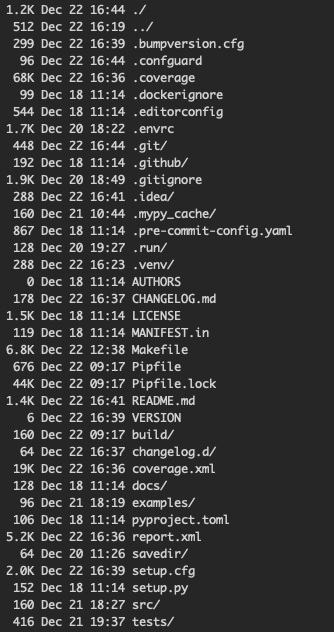 1.2K Dec 22 16:44 ./
512 Dec 22 16:19 ../
299 Dec 22 16:39 .bumpversion.cfg
96 Dec 22 16:44 .confguard
68K Dec 22 16:36 .coverage
99 Dec 18 11:14 .dockerignore
544 Dec 18 11:14 .editorconfig
1.7K Dec 20 18:22 .envrc
448 Dec 22 16:44 .git/
192 Dec 18 11:14 .github/
1.9K Dec 20 18:49 .gitignore
288 Dec 22 16:41 .idea/
160 Dec 21 10:44 .mypy_cache/
867 Dec 18 11:14 .pre-commit-config.yaml
128 Dec 20 19:27 .run/
288 Dec 22 16:23 .venv/
0 Dec 18 11:14 AUTHORS
178 Dec 22 16:37 CHANGELOG.md
1.5K Dec 18 11:14 LICENSE
119 Dec 18 11:14 MANIFEST.in
6.8K Dec 22 12:38 Makefile
676 Dec 22 09:17 Pipfile
44K Dec 22 09:17 Pipfile.lock
1.4K Dec 22 16:41 README.md
6 Dec 22 16:39 VERSION
160 Dec 22 09:17 build/
64 Dec 22 16:37 changelog.d/
19K Dec 22 16:36 coverage.xml
128 Dec 18 11:14 docs/
96 Dec 21 18:19 examples/
106 Dec 18 11:14 pyproject.toml
5.2K Dec 22 16:36 report.xml
64 Dec 20 11:26 savedir/
2.0K Dec 22 16:39 setup.cfg
152 Dec 18 11:14 setup.py
160 Dec 21 18:27 src/
416 Dec 21 19:37 tests/